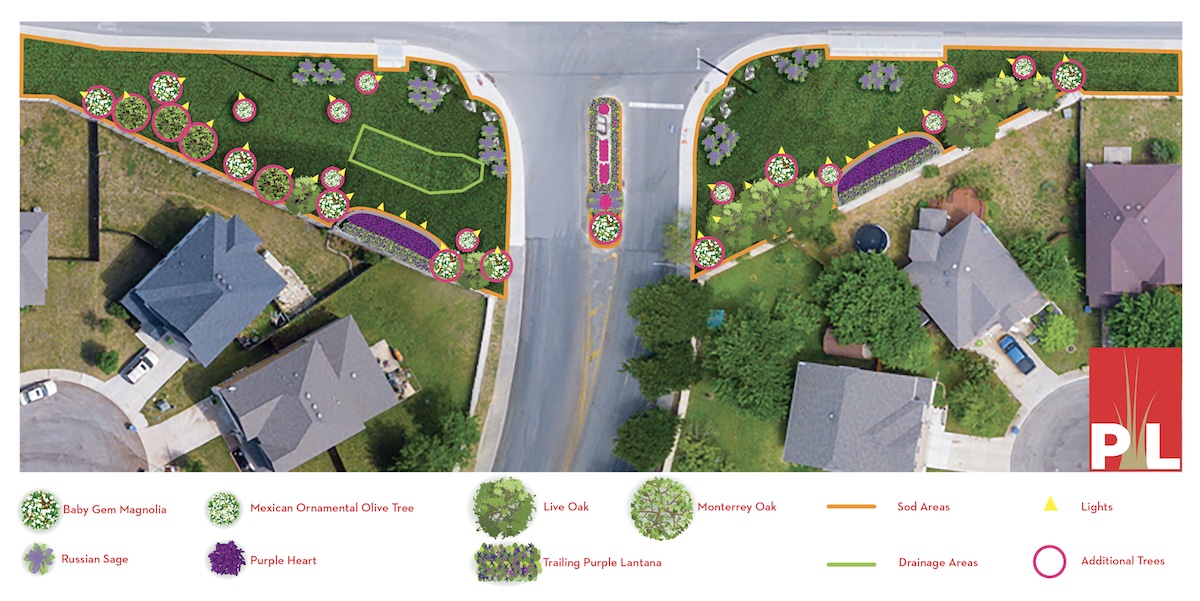 PL
Baby Gem Magnolia
Mexican Ornamental Olive Tree
Live Oak
Monterrey Oak
Sod Areas
Lights
Russian Sage
Purple Heart
Trailing Purple Lantana
Drainage Areas
Additional Trees